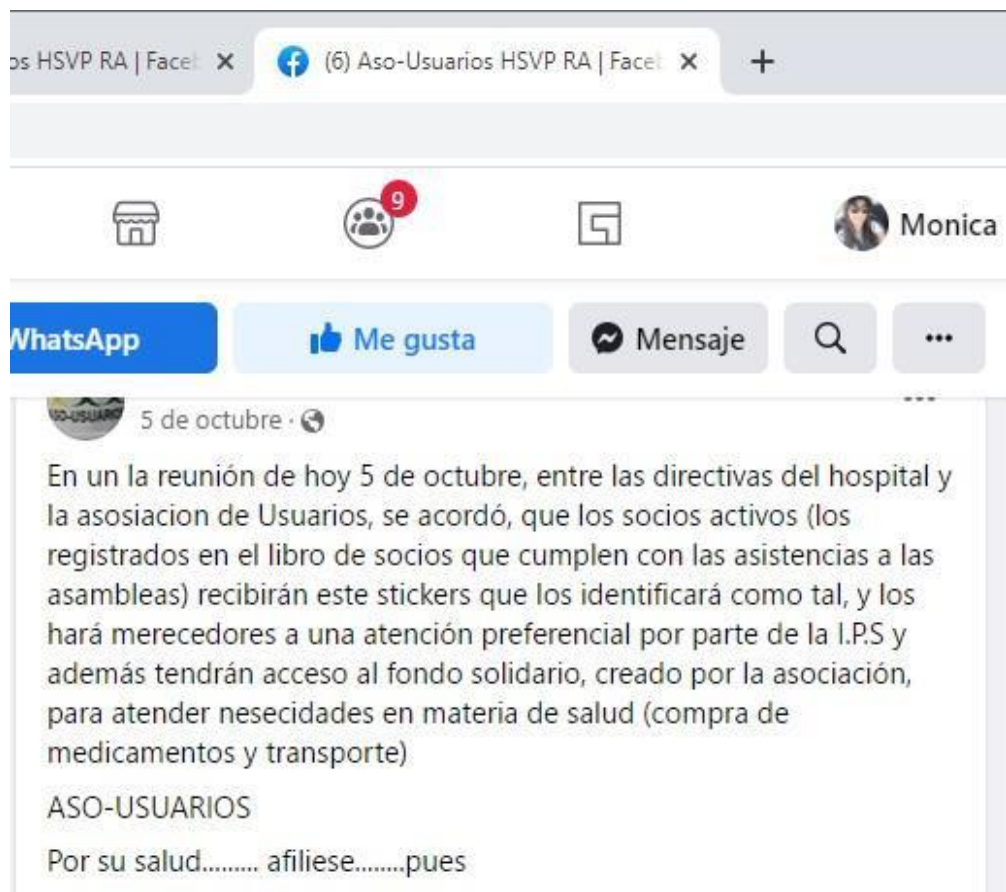 os HSVP RA | Face
(6) Aso-Usuarios HSVP RA | Face
9
Monica
WhatsApp
Me gusta
Mensaje
ASO-USUARIO
5 de octubre ·
En un la reunión de hoy 5 de octubre, entre las directivas del hospital y
la asosiacion de Usuarios, se acordó, que los socios activos (los
registrados en el libro de socios que cumplen con las asistencias a las
asambleas) recibirán este stickers que los identificará como tal, y los
hará merecedores a una atención preferencial por parte de la I.P.S y
además tendrán acceso al fondo solidario, creado por la asociación,
para atender nesecidades en materia de salud (compra de
medicamentos y transporte)
ASO-USUARIOS
Por su salud......... afiliese........pues